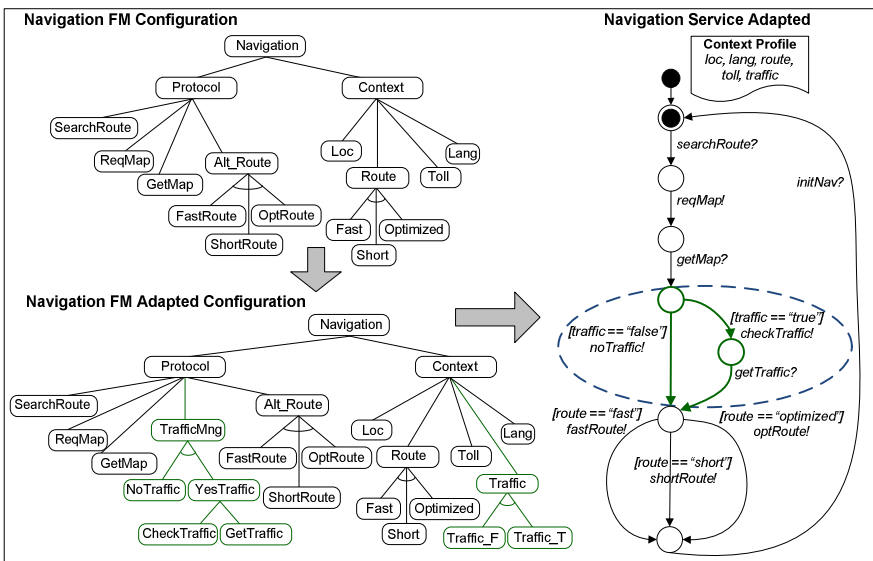 Navigation FM Configuration
Navigation
Protocol
Context
SearchRoute
ReqMap
GetMap
Alt_Route
FastRoute
OptRoute
ShortRoute
Loc
Lang
Route
Toll
Fast
Optimized
Short
Navigation FM Adapted Configuration
Navigation
Protocol
Context
SearchRoute
ReqMap
GetMap
TrafficMng
Alt_Route
NoTraffic
YesTraffic
FastRoute
OptRoute
ShortRoute
CheckTraffic
GetTraffic
Loc
Lang
Route
Toll
Traffic
Fast
Optimized
Short
Traffic_F
Traffic_T
Navigation Service Adapted
Context Profile
loc, lang, route,
toll, traffic
searchRoute?
initNav?
reqMap!
getMap?
[traffic == “false”]
noTraffic!
[traffic == “true”]
checkTraffic!
getTraffic?
[route == “fast”]
fastRoute!
[route == “optimized”]
optRoute!
[route == “short”]
shortRoute!